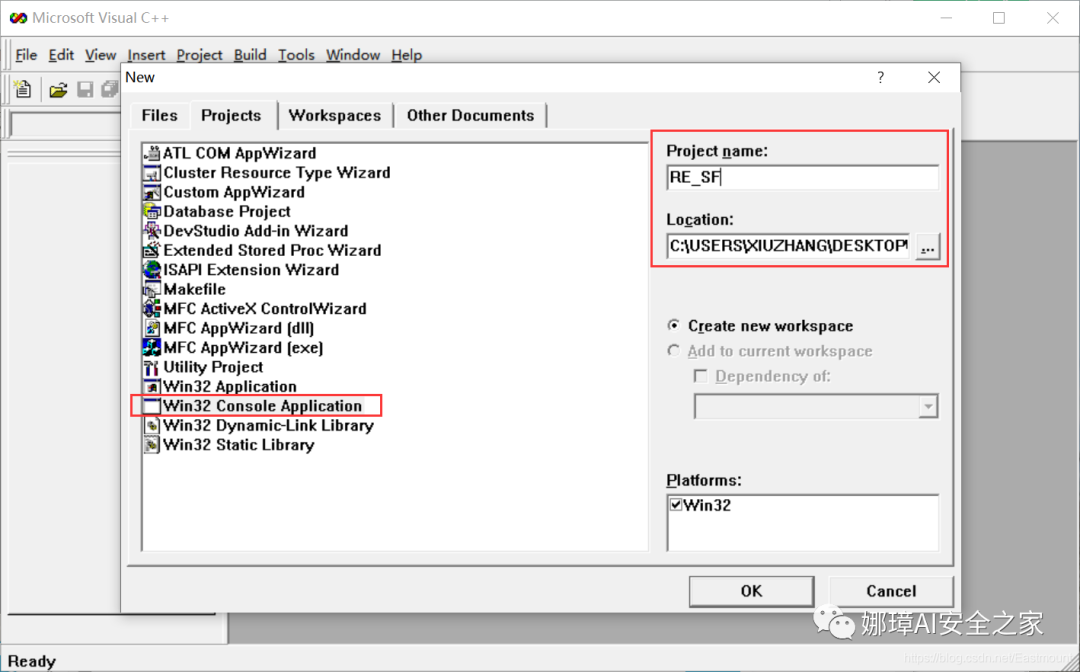 Microsoft Visual C++
File Edit View Insert Project Build Tools Window Help
New
?
Files Projects Workspaces Other Documents
ATL COM AppWizard
Cluster Resource Type Wizard
Custom AppWizard
Database Project
DevStudio Add-in Wizard
Extended Stored Proc Wizard
ISAPI Extension Wizard
Makefile
MFC ActiveX ControlWizard
MFC AppWizard (dll)
MFC AppWizard (exe)
Utility Project
Win32 Application
Win32 Console Application
Win32 Dynamic-Link Library
Win32 Static Library
Project name:
RE_SF
Location:
C:\USERS\XIUZHANG\DESKTOP\
...
Create new workspace
Add to current workspace
Dependency of:
Platforms:
Win32
OK Cancel
娜璋AI安全之家
https://blog.csdn.net/Eastmount
Ready